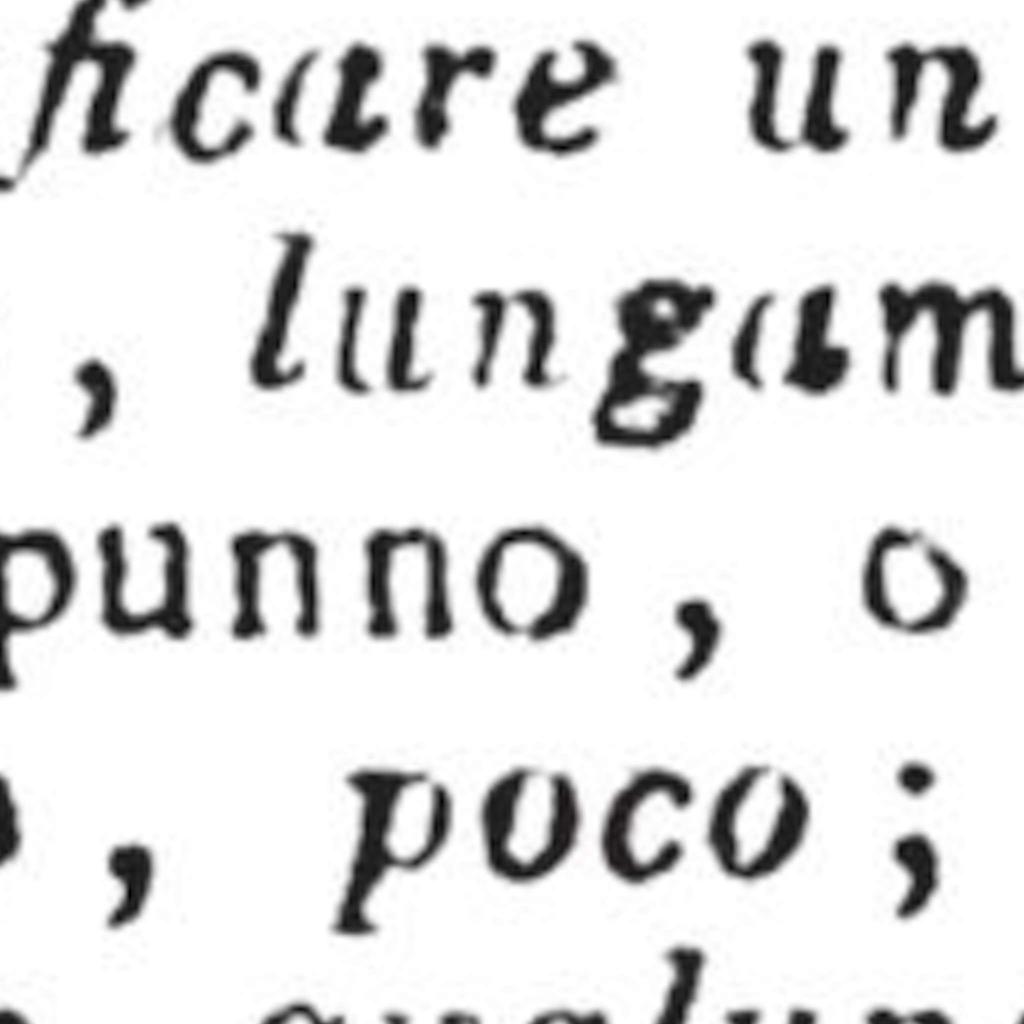 ficare un
, lungam
punno, o
, poco;